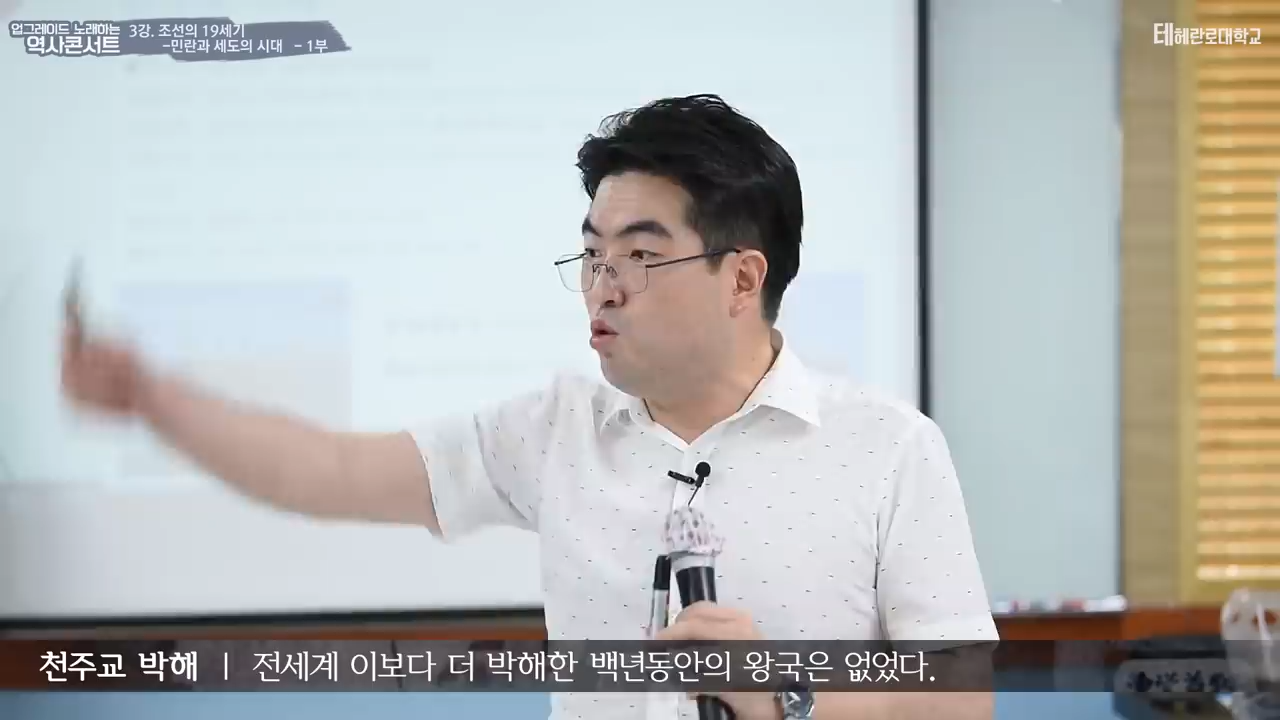 업그레이드 노래하는
역사콘서트
3강. 조선의 19세기
-민란과 세도의 시대 - 1부
테헤란로대학교
천주교 박해 | 전세계 이보다 더 박해한 백년동안의 왕국은 없었다.